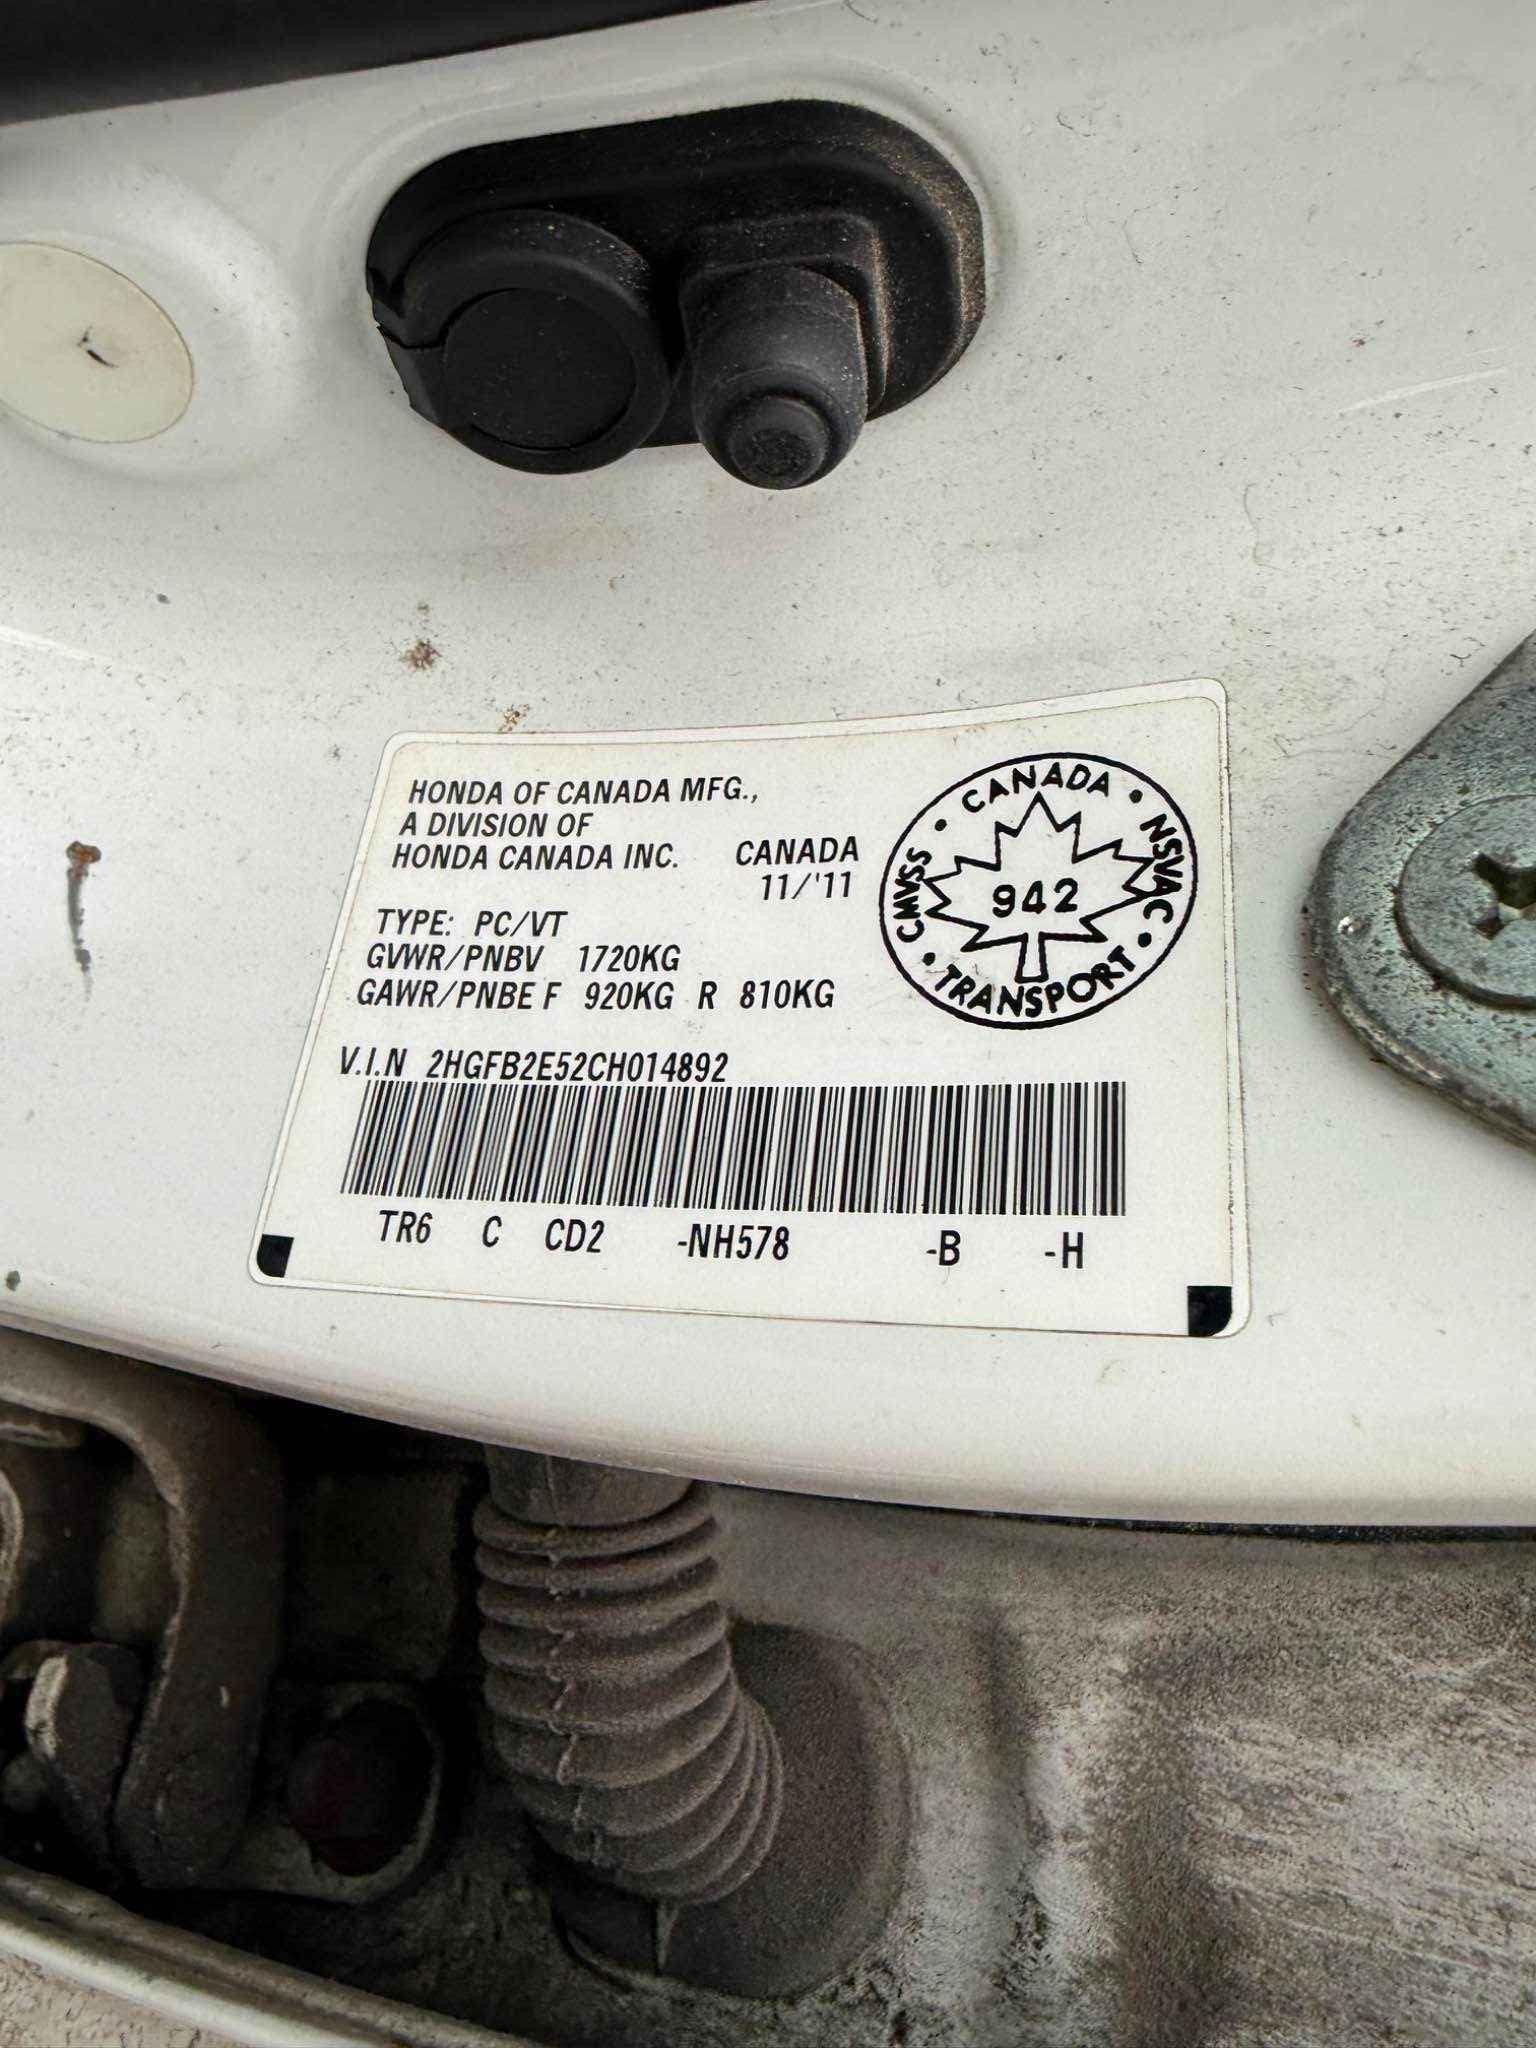 HONDA OF CANADA MFG.,
A DIVISION OF
HONDA CANADA INC. CANADA
11/'11
TYPE: PC/VT
GVWR/PNBV 1720KG
GAWR/PNBE F 920KG R 810KG
• CANADA •
CMVSS
NSVAC
942
• TRANSPORT •
V.I.N 2HGFB2E52CH014892
TR6 C CD2 -NH578 -B -H